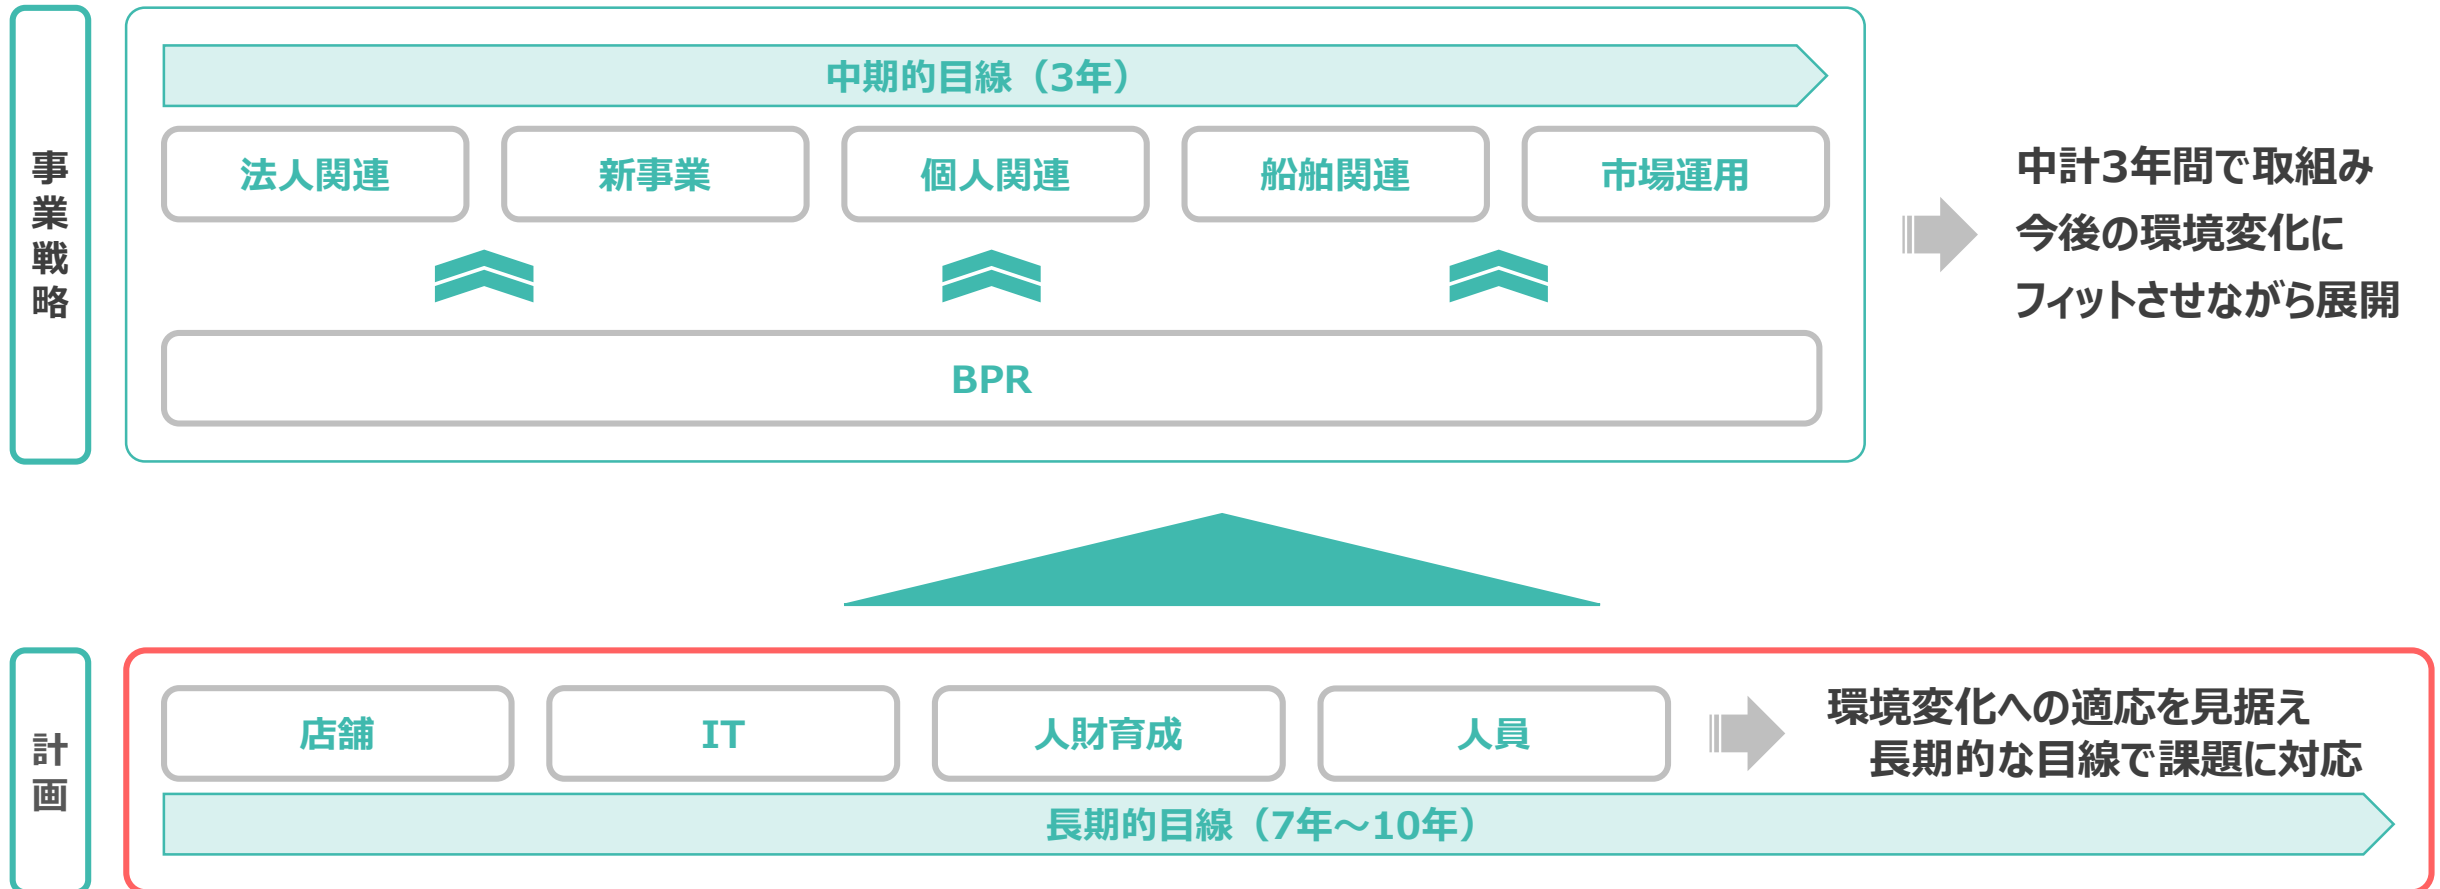 事業戦略
中期的目線（3年）
法人関連
新事業
個人関連
船舶関連
市場運用
BPR
中計3年間で取組み
今後の環境変化に
フィットさせながら展開
計画
店舗
IT
人財育成
人員
環境変化への適応を見据え
長期的な目線で課題に対応
長期的目線（7年～10年）